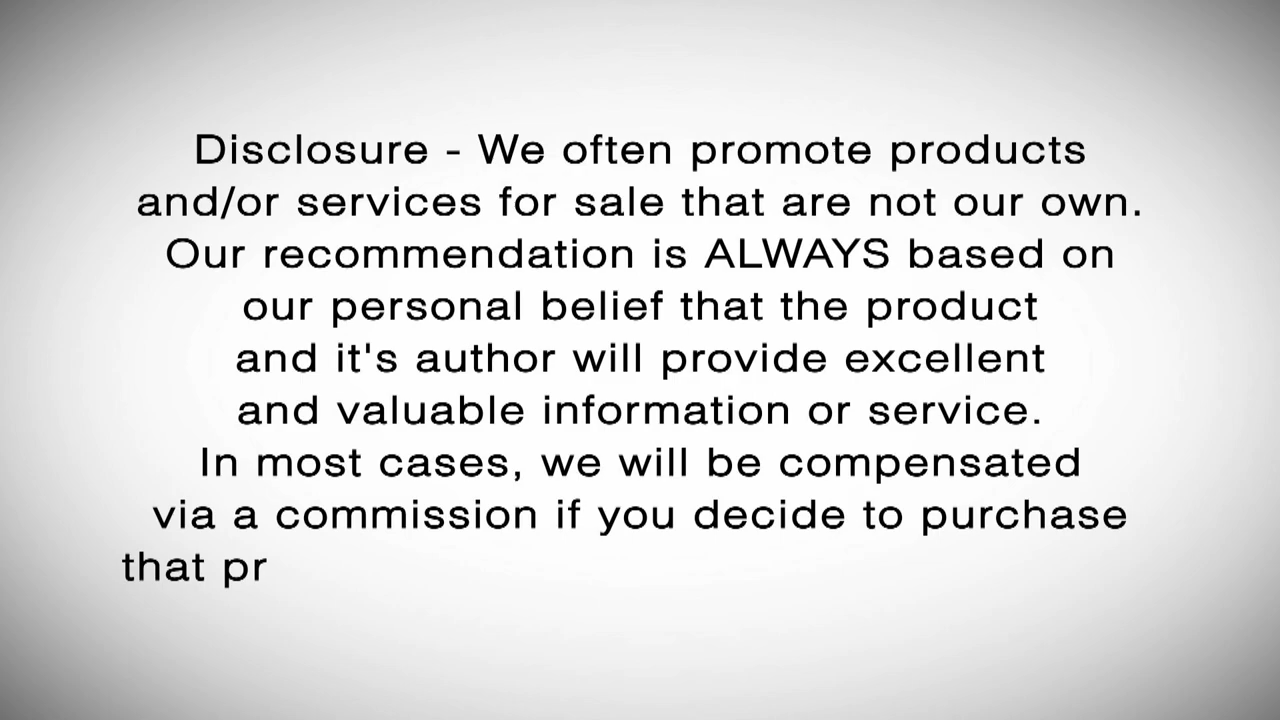 Disclosure - We often promote products
and/or services for sale that are not our own.
Our recommendation is ALWAYS based on
our personal belief that the product
and it's author will provide excellent
and valuable information or service.
In most cases, we will be compensated
via a commission if you decide to purchase
that pr